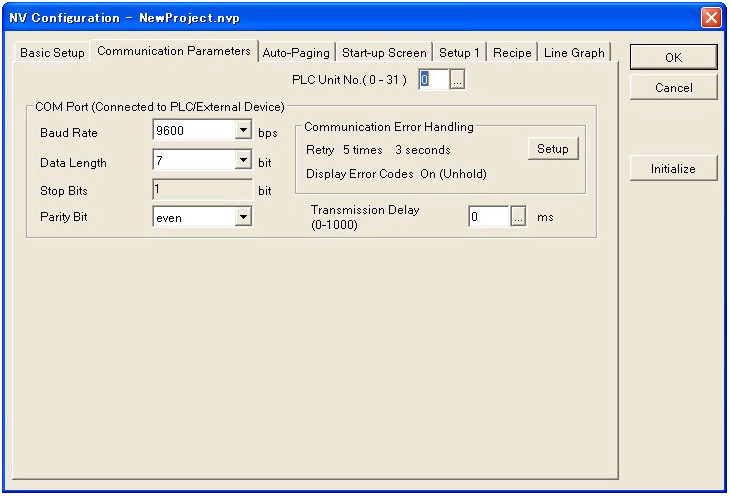 NV Configuration - NewProject.nvp
Basic Setup Communication Parameters Auto-Paging Start-up Screen Setup 1 Recipe Line Graph
OK
Cancel
Initialize
PLC Unit No.( 0 - 31 ) 0 ...
COM Port (Connected to PLC/External Device)
Baud Rate 9600 bps
Data Length 7 bit
Stop Bits 1 bit
Parity Bit even
Communication Error Handling
Retry 5 times 3 seconds Setup
Display Error Codes On (Unhold)
Transmission Delay 0 ... ms
(0-1000)